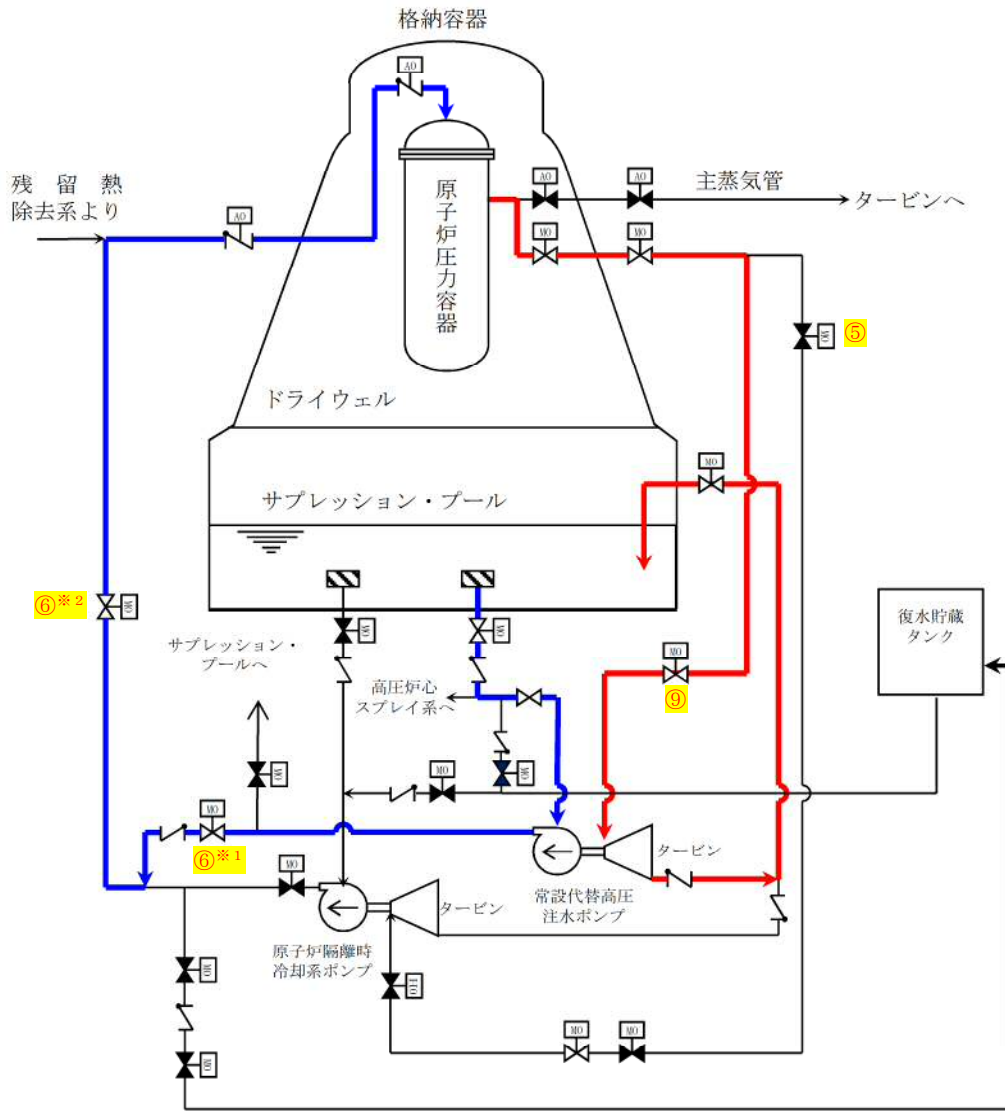 格納容器
AO
残留熱
除去系より
AO
原子炉圧力容器
AO
AO
主蒸気管
タービンへ
MO
MO
MO
⑤
ドライウェル
MO
サプレッション・プール
⑥※2
MO
MO
MO
サプレッション・
プールへ
高圧炉心
スプレイ系へ
MO
⑨
復水貯蔵
タンク
MO
MO
MO
MO
⑥※1
タービン
常設代替高圧
注水ポンプ
MO
タービン
原子炉隔離時
冷却系ポンプ
MO
HO
MO
MO
MO